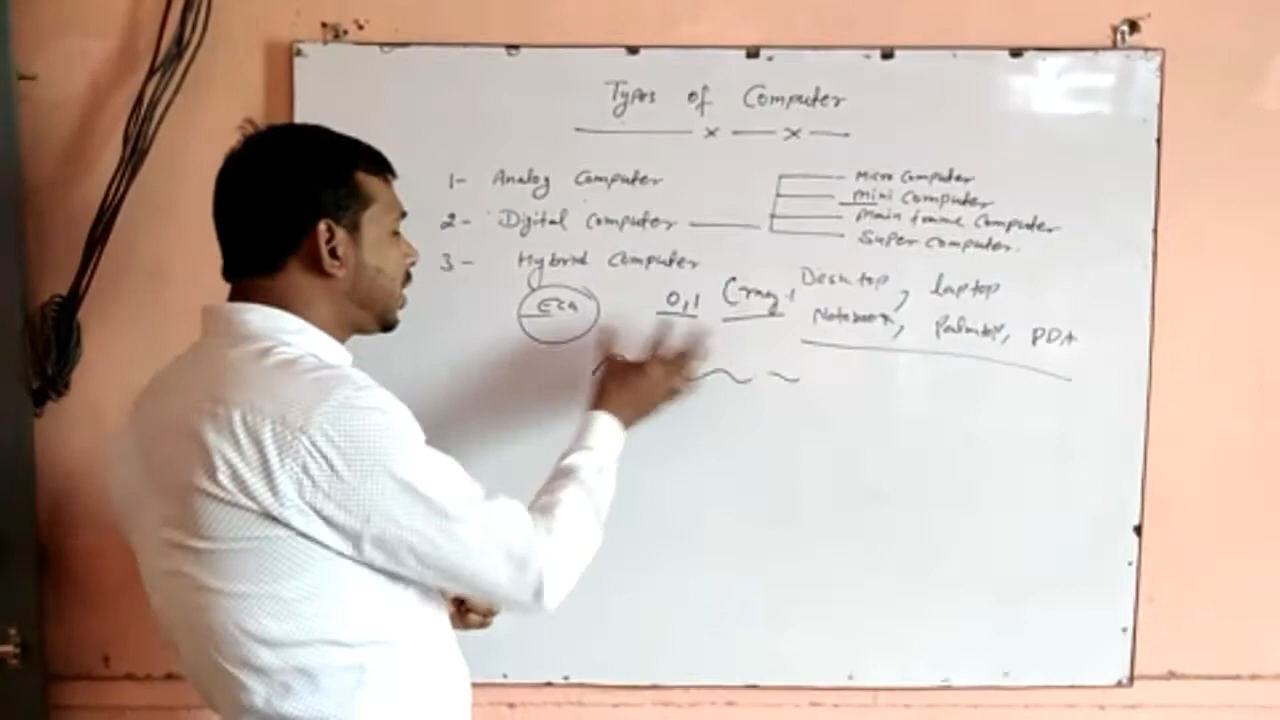 Types of Computer
1- Analog Computer
2- Digital Computer
3- Hybrid Computer
Micro Computer
Mini Computer
Main frame Computer
Super Computer.
0,1
Cray,
Desktop, laptop
Notebook, Palmtop, PDA